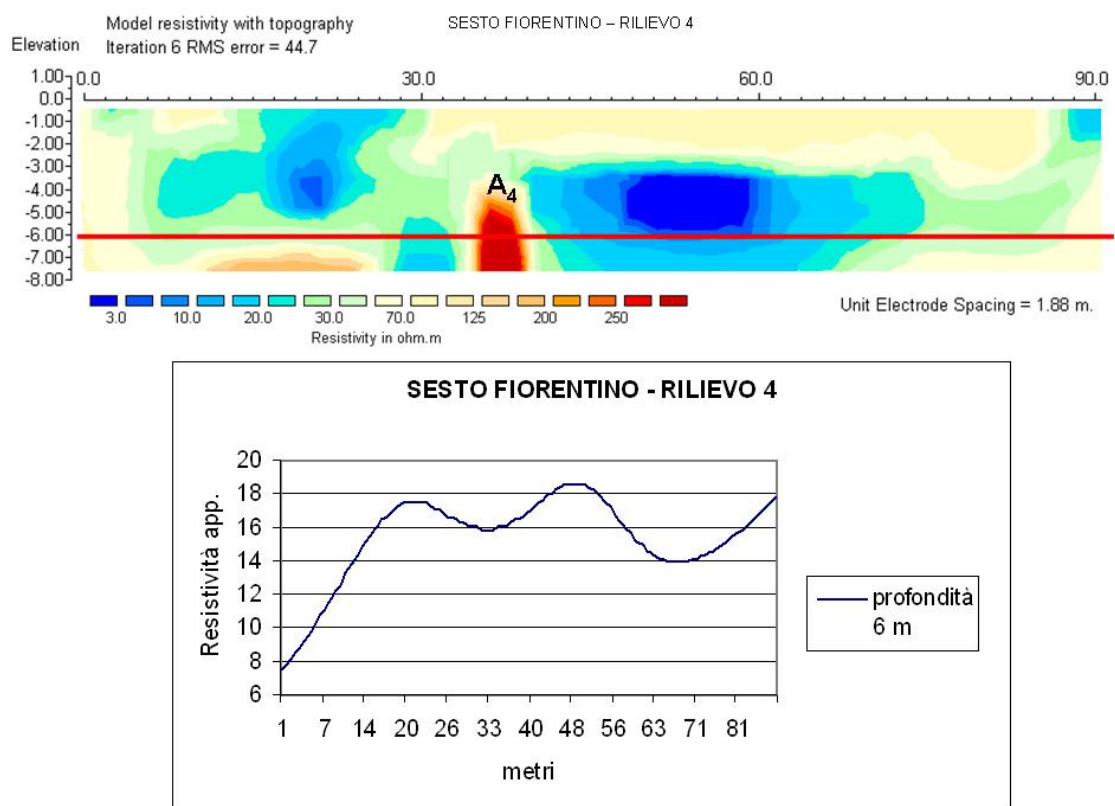 Model resistivity with topography
SESTO FIORENTINO – RILIEVO 4
Elevation
Iteration 6 RMS error = 44.7
1.00
0.0
30.0
60.0
90.0
0.0
-1.00
-2.00
-3.00
-4.00
-5.00
-6.00
-7.00
-8.00
A4
3.0 10.0 20.0 30.0 70.0 125 200 250
Resistivity in ohm.m
Unit Electrode Spacing = 1.88 m.
SESTO FIORENTINO - RILIEVO 4
Resistività app.
20
18
16
14
12
10
8
6
1 7 14 20 26 33 40 48 56 63 71 81
metri
profondità
6 m